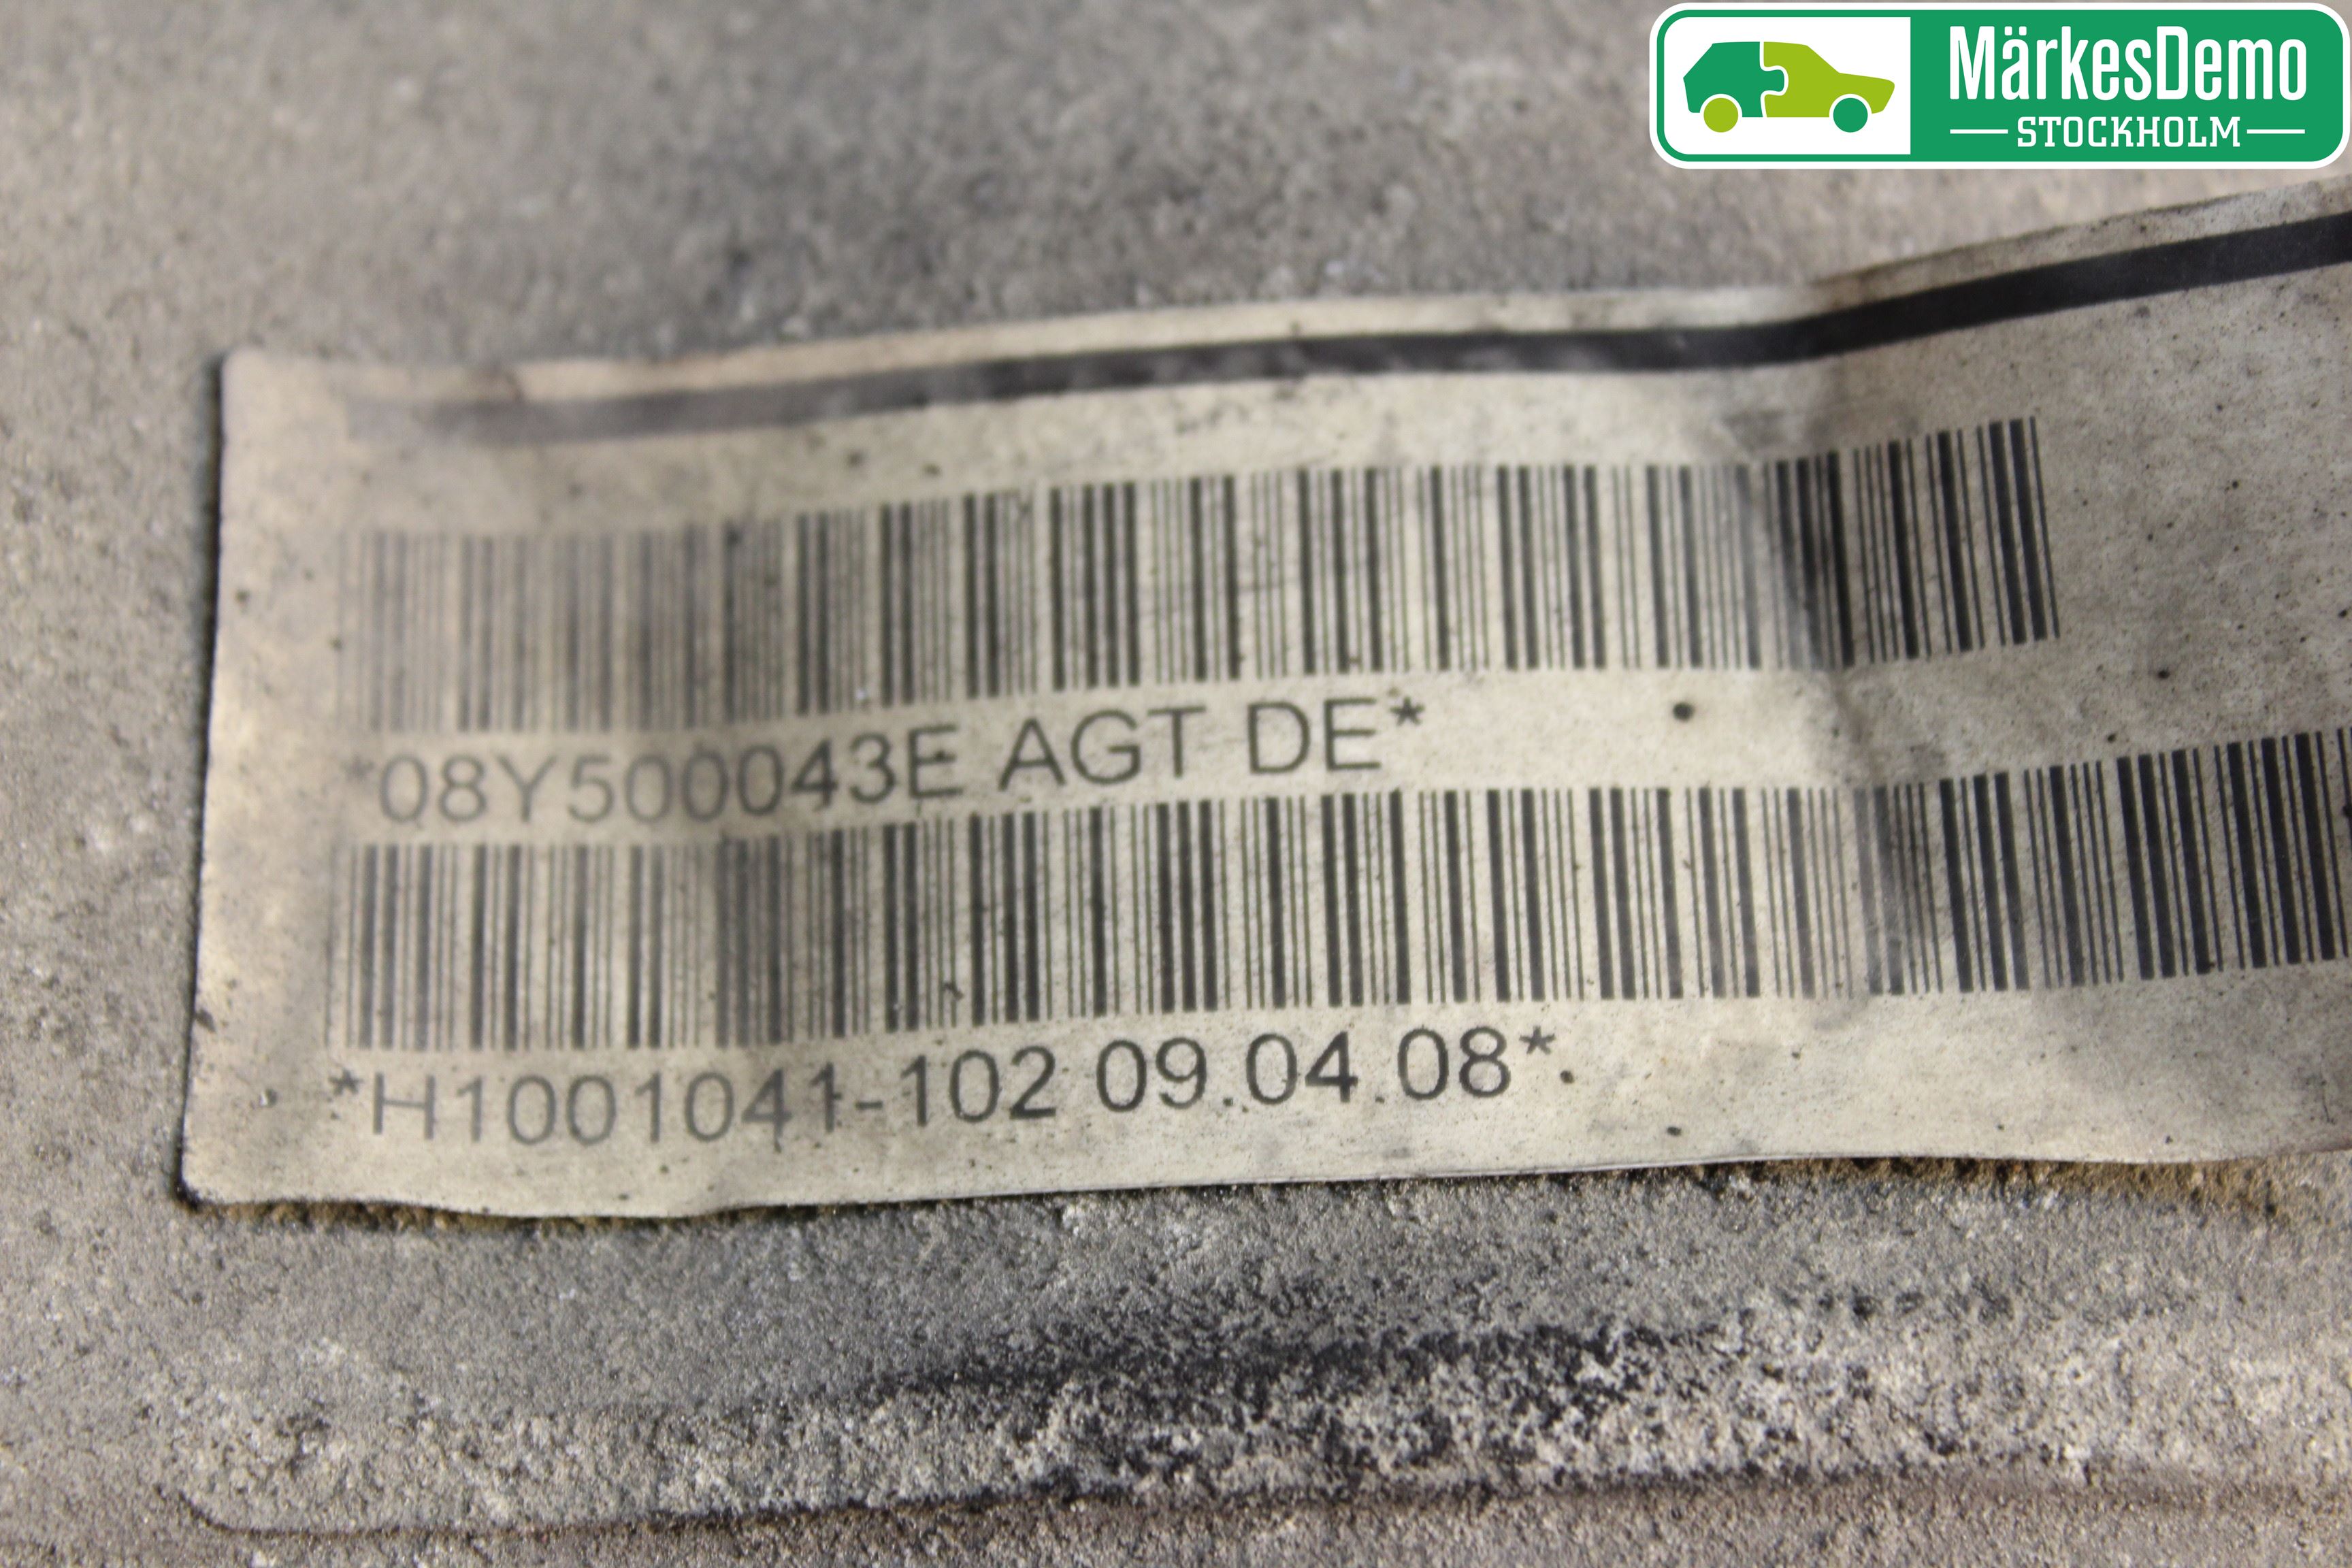 MärkesDemo
STOCKHOLM
*08Y500043E AGT DE*
*H1001041-102 09.04.08*